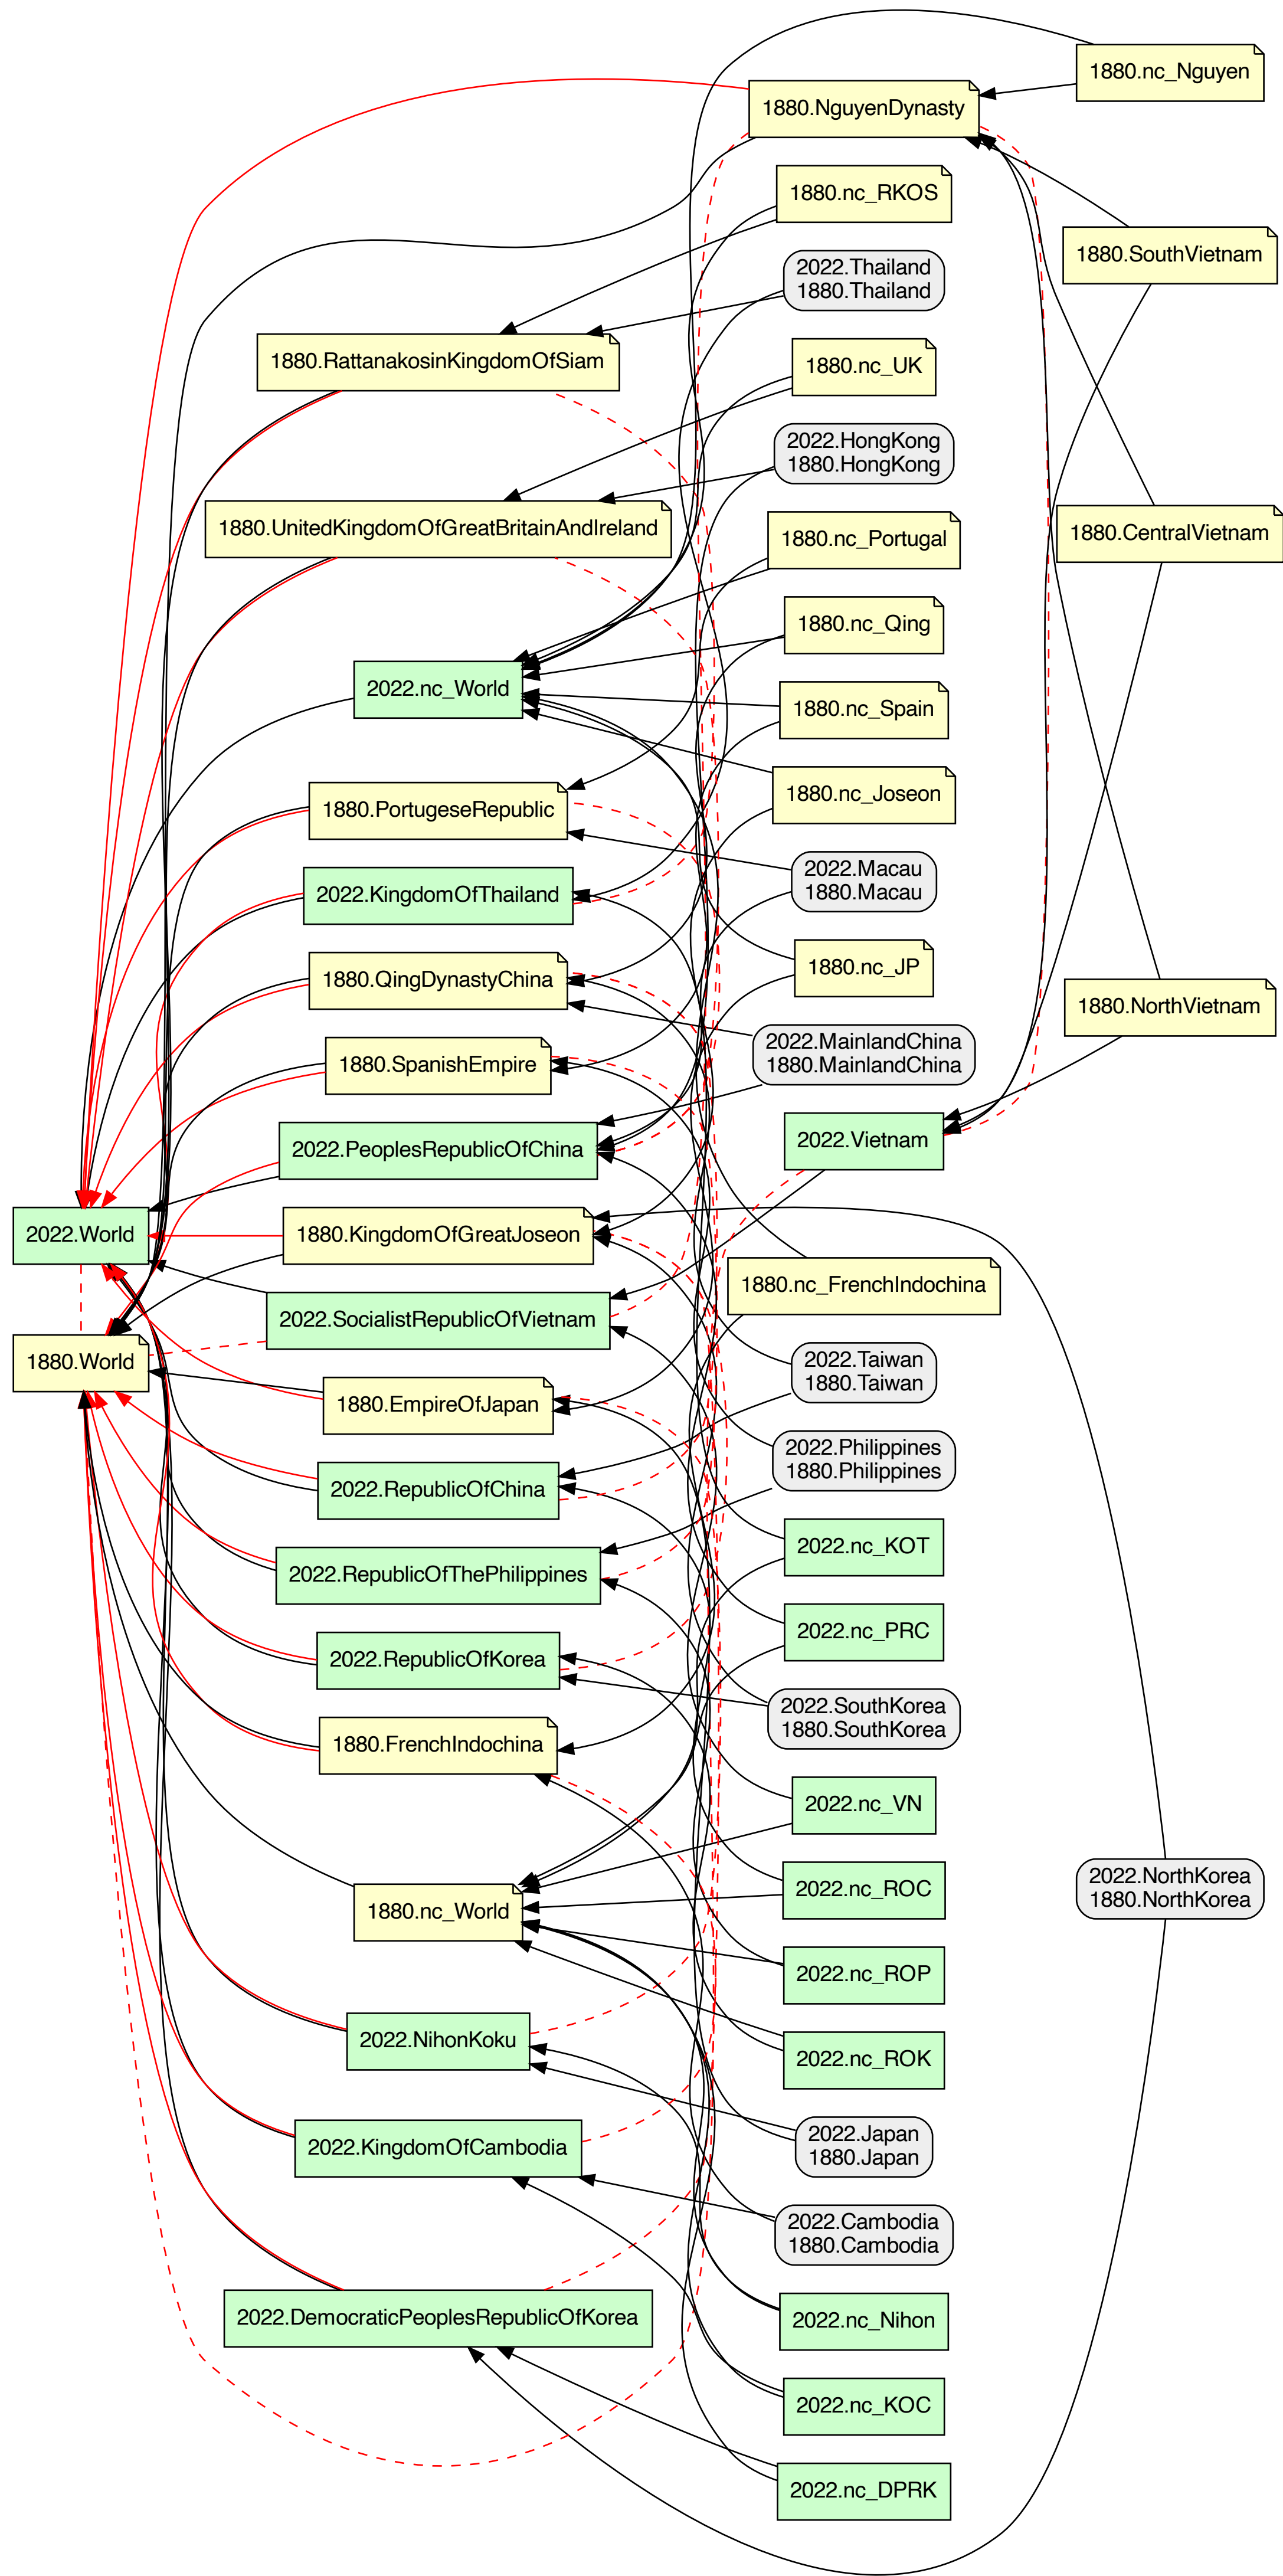 1880.nc_Nguyen
1880.NguyenDynasty
1880.nc_RKOS
1880.SouthVietnam
2022.Thailand
1880.Thailand
1880.RattanakosinKingdomOfSiam
1880.nc_UK
2022.HongKong
1880.HongKong
1880.UnitedKingdomOfGreatBritainAndIreland
1880.nc_Portugal
1880.CentralVietnam
1880.nc_Qing
2022.nc_World
1880.nc_Spain
1880.nc_Joseon
1880.PortugeseRepublic
2022.Macau
1880.Macau
2022.KingdomOfThailand
1880.nc_JP
1880.QingDynastyChina
1880.NorthVietnam
2022.MainlandChina
1880.MainlandChina
1880.SpanishEmpire
2022.PeoplesRepublicOfChina
2022.Vietnam
2022.World
1880.KingdomOfGreatJoseon
1880.nc_FrenchIndochina
2022.SocialistRepublicOfVietnam
1880.World
2022.Taiwan
1880.Taiwan
1880.EmpireOfJapan
2022.Philippines
1880.Philippines
2022.RepublicOfChina
2022.nc_KOT
2022.RepublicOfThePhilippines
2022.nc_PRC
2022.RepublicOfKorea
2022.SouthKorea
1880.SouthKorea
1880.FrenchIndochina
2022.nc_VN
2022.NorthKorea
1880.NorthKorea
2022.nc_ROC
1880.nc_World
2022.nc_ROP
2022.NihonKoku
2022.nc_ROK
2022.Japan
1880.Japan
2022.KingdomOfCambodia
2022.Cambodia
1880.Cambodia
2022.DemocraticPeoplesRepublicOfKorea
2022.nc_Nihon
2022.nc_KOC
2022.nc_DPRK